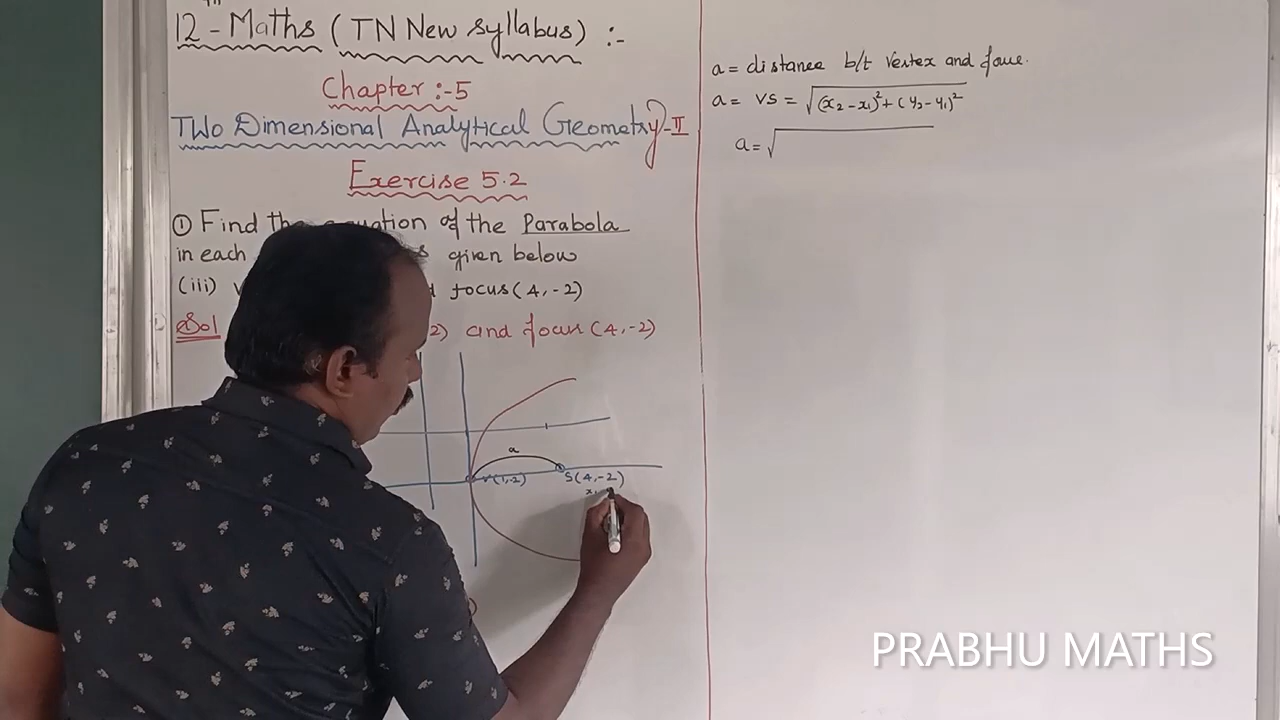 12 - Maths ( TN New Syllabus) :-
Chapter :-5
Two Dimensional Analytical Geometry-II
Exercise 5.2
① Find the equation of the Parabola
in each given below
(iii) focus(4,-2)
Sol 2) and focus (4,-2)
a
V(1,-2) S(4,-2)
x₁
a = distance b/t vertex and focus.
a = VS = √(x₂-x₁)²+(y₂-y₁)²
a = √
PRABHU MATHS